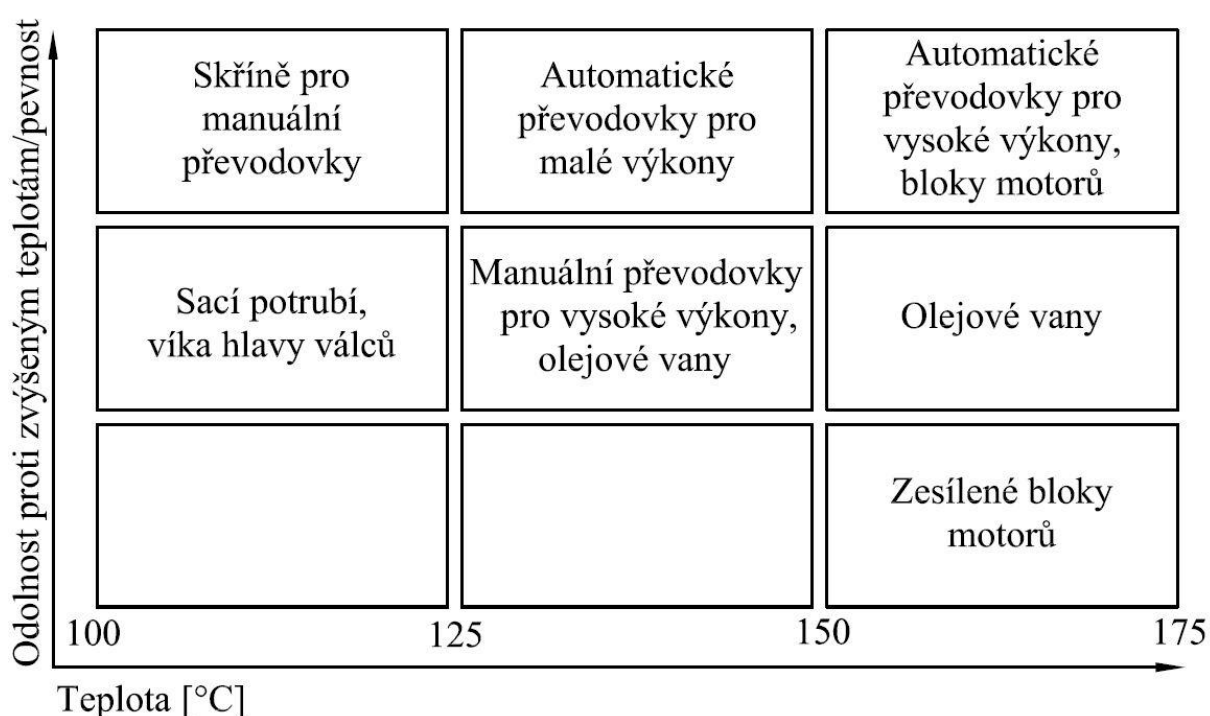 Odolnost proti zvýšeným teplotám/pevnost
Skříně pro
manuální
převodovky
Automatické
převodovky pro
malé výkony
Automatické
převodovky pro
vysoké výkony,
bloky motorů
Sací potrubí,
víka hlavy válců
Manuální převodovky
pro vysoké výkony,
olejové vany
Olejové vany
Zesílené bloky
motorů
100 125 150 175
Teplota [°C]